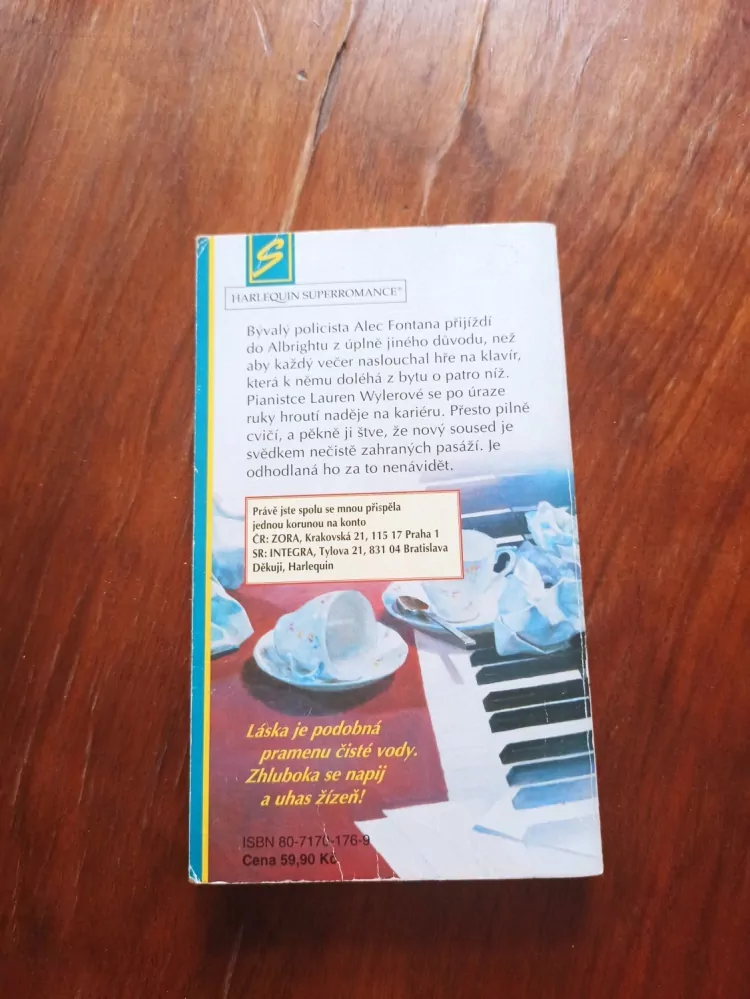 S
HARLEQUIN SUPERROMANCE®
Bývalý policista Alec Fontana přijíždí
do Albrightu z úplně jiného důvodu, než
aby každý večer naslouchal hře na klavír,
která k němu doléhá z bytu o patro níž.
Pianistce Lauren Wylerové se po úraze
ruky hroutí naděje na kariéru. Přesto pilně
cvičí, a pěkně ji štve, že nový soused je
svědkem nečistě zahraných pasáží. Je
odhodlaná ho za to nenávidět.
Právě jste spolu se mnou přispěla
jednou korunou na konto
ČR: ZORA, Krakovská 21, 115 17 Praha 1
SR: INTEGRA, Tylova 21, 831 04 Bratislava
Děkuji, Harlequin
Láska je podobná
pramenu čisté vody.
Zhluboka se napij
a uhas žízeň!
ISBN 80-7170-176-9
Cena 59,90 Kč